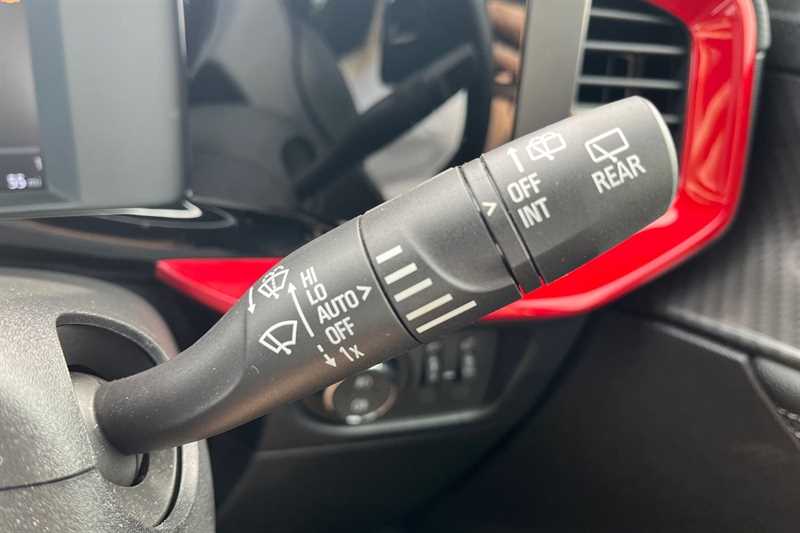 HI
LO
AUTO >
OFF
1x
>
OFF
INT
REAR